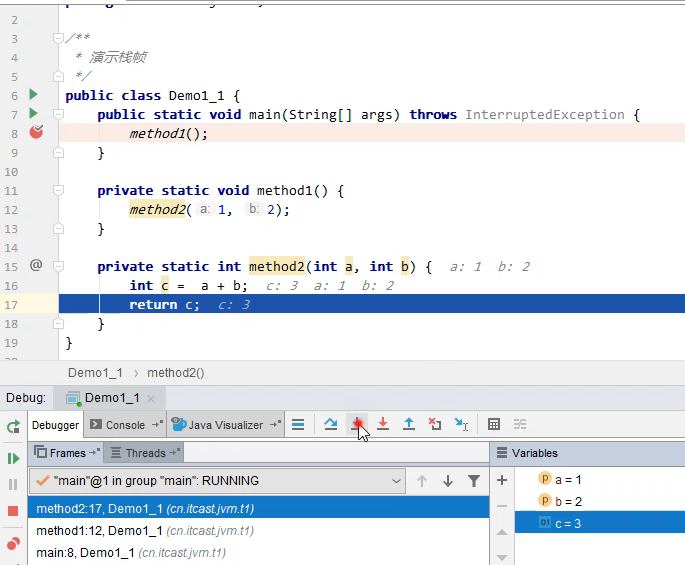 2
3 /**
4 * 演示栈帧
5 */
6 public class Demo1_1 {
7 public static void main(String[] args) throws InterruptedException {
8 method1();
9 }
10
11 private static void method1() {
12 method2( a: 1, b: 2);
13 }
14
15 @ private static int method2(int a, int b) { a: 1 b: 2
16 int c = a + b; c: 3 a: 1 b: 2
17 return c; c: 3
18 }
19 }
Demo1_1 › method2()
Debug: Demo1_1 ×
Debugger Console Java Visualizer
Frames Threads Variables
"main"@1 in group "main": RUNNING
a = 1
b = 2
c = 3
method2:17, Demo1_1 (cn.itcast.jvm.t1)
method1:12, Demo1_1 (cn.itcast.jvm.t1)
main:8, Demo1_1 (cn.itcast.jvm.t1)